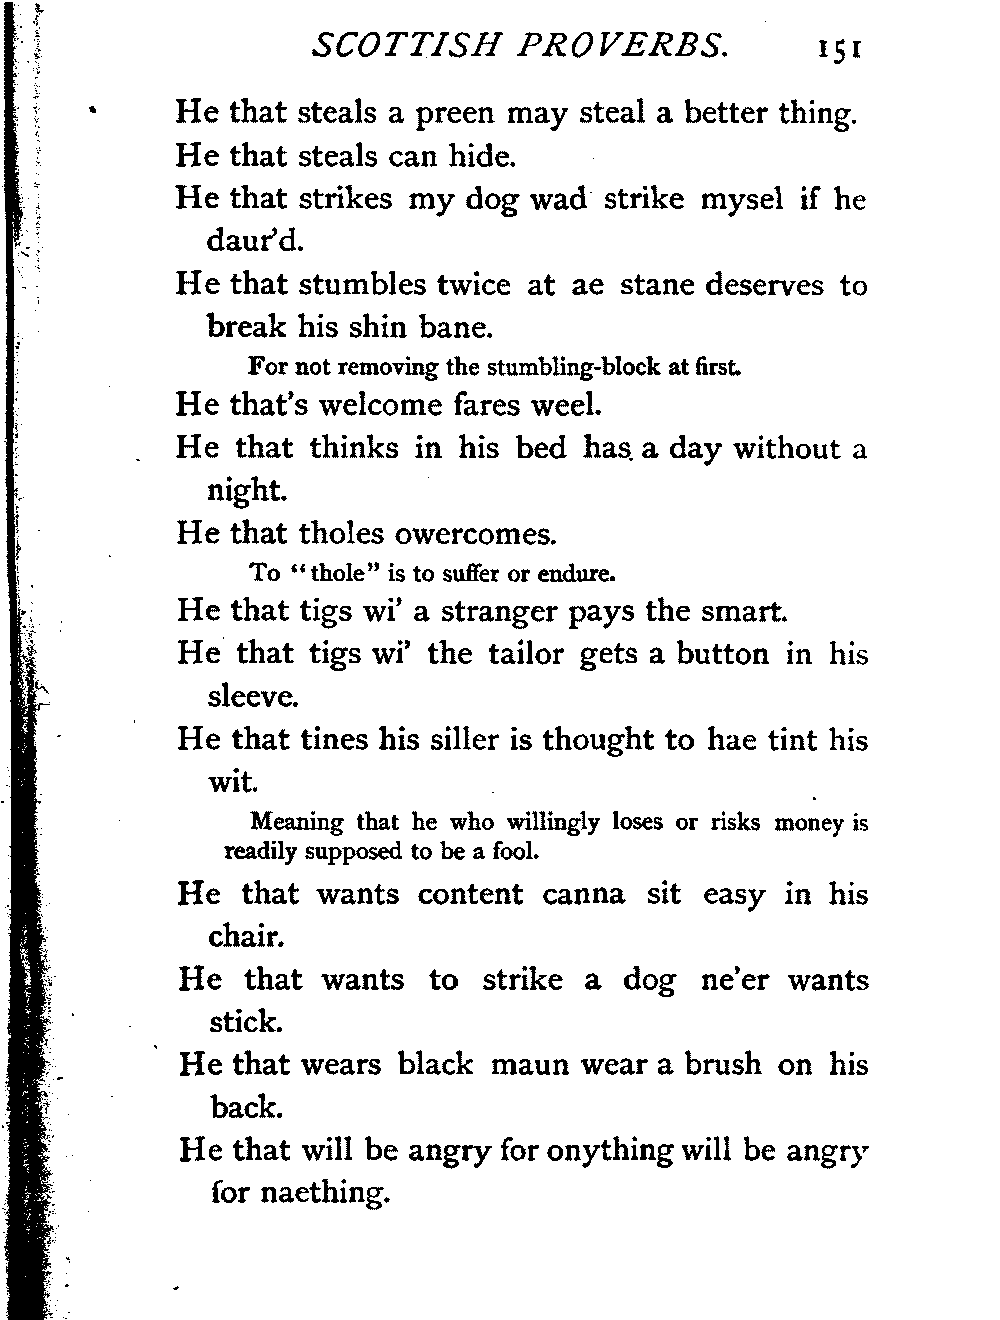 SCOTTISH PROVERBS. 151
He that steals a preen may steal a better thing.
He that steals can hide.
He that strikes my dog wad strike mysel if he
daur'd.
He that stumbles twice at ae stane deserves to
break his shin bane.
For not removing the stumbling-block at first.
He that's welcome fares weel.
He that thinks in his bed has a day without a
night.
He that tholes owercomes.
To "thole" is to suffer or endure.
He that tigs wi' a stranger pays the smart.
He that tigs wi' the tailor gets a button in his
sleeve.
He that tines his siller is thought to hae tint his
wit.
Meaning that he who willingly loses or risks money is
readily supposed to be a fool.
He that wants content canna sit easy in his
chair.
He that wants to strike a dog ne'er wants
stick.
He that wears black maun wear a brush on his
back.
He that will be angry for onything will be angry
for naething.